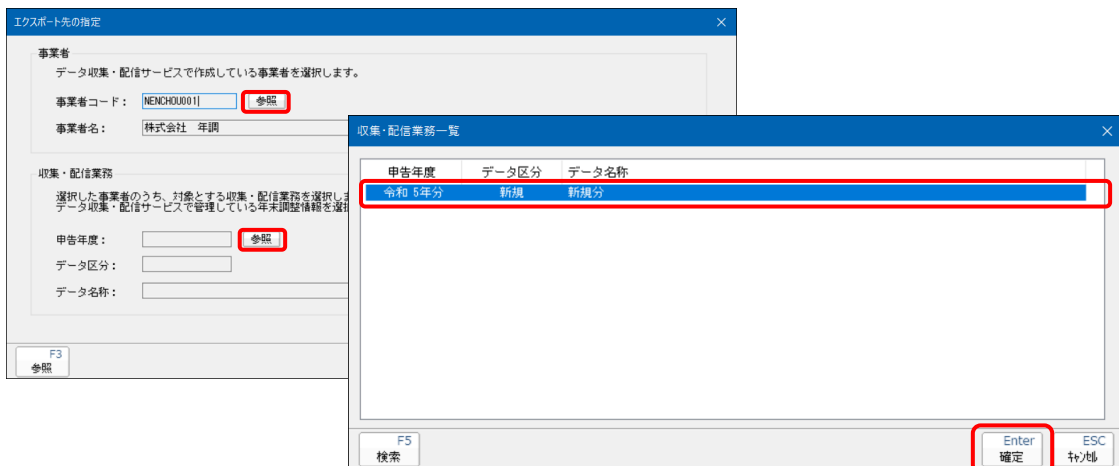 エクスポート先の指定
事業者
データ収集・配信サービスで作成している事業者を選択します。
事業者コード： NENCHOU001 参照
事業者名： 株式会社 年調
収集・配信業務
選択した事業者のうち、対象とする収集・配信業務を選択しま
データ収集・配信サービスで管理している年末調整情報を選
申告年度： 参照
データ区分：
データ名称：
F3
参照
収集・配信業務一覧
申告年度 データ区分 データ名称
令和 5年分 新規 新規分
F5
検索
Enter
確定
ESC
ｷｬﾝｾﾙ